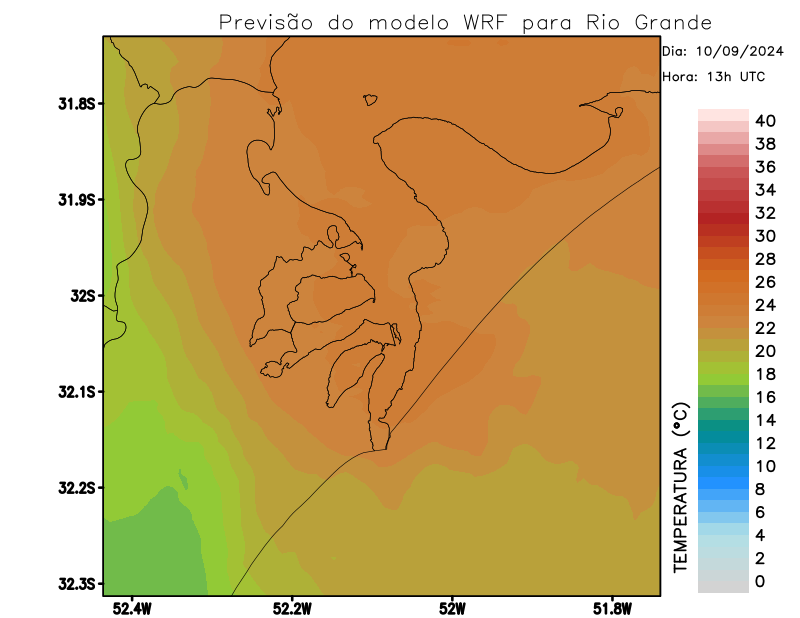 Previsão do modelo WRF para Rio Grande
Dia: 10/09/2024
Hora: 13h UTC
31.8S
31.9S
32S
32.1S
32.2S
32.3S
52.4W
52.2W
52W
51.8W
TEMPERATURA (°C)
40
38
36
34
32
30
28
26
24
22
20
18
16
14
12
10
8
6
4
2
0